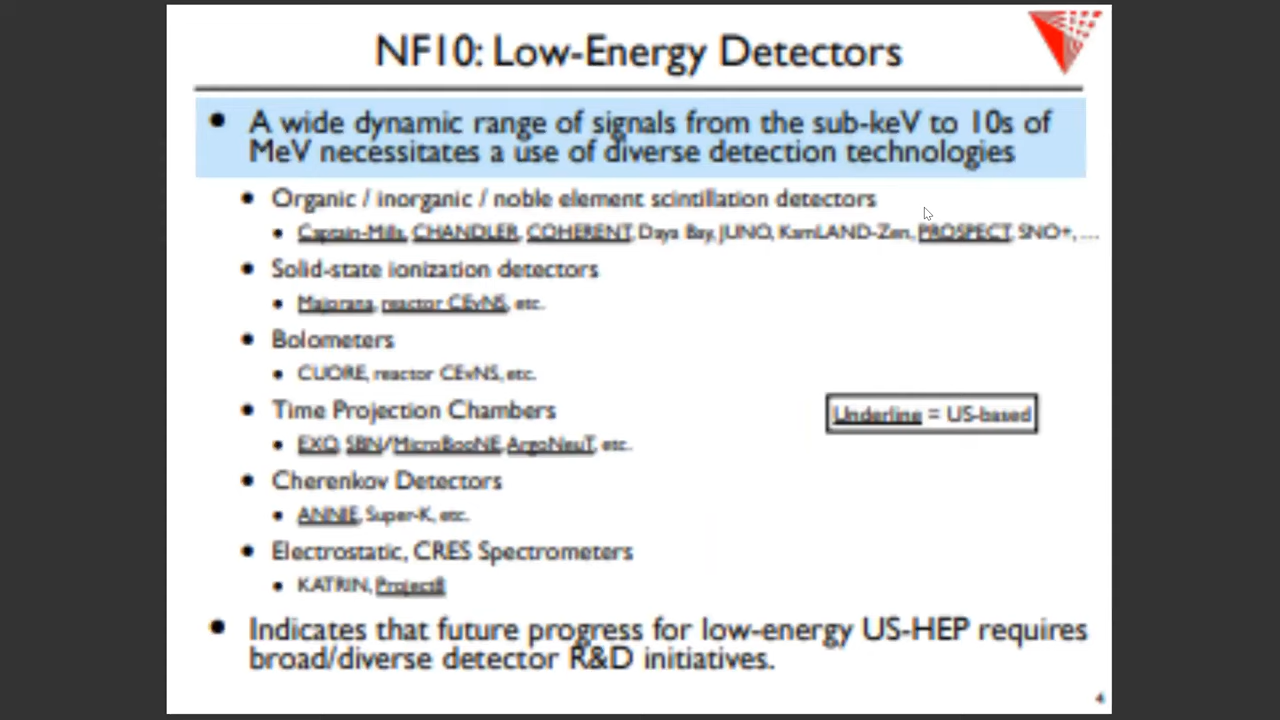 NF10: Low-Energy Detectors
• A wide dynamic range of signals from the sub-keV to 10s of
MeV necessitates a use of diverse detection technologies
• Organic / inorganic / noble element scintillation detectors
• Captain-Mills, CHANDLER, COHERENT, Daya Bay, JUNO, KamLAND-Zen, PROSPECT, SNO+, ...
• Solid-state ionization detectors
• Majorana, reactor CEvNS, etc.
• Bolometers
• CUORE, reactor CEvNS, etc.
• Time Projection Chambers
• EXO, SBN/MicroBooNE, ArgoNeuT, etc.
Underline = US-based
• Cherenkov Detectors
• ANNIE, Super-K, etc.
• Electrostatic, CRES Spectrometers
• KATRIN, Project8
• Indicates that future progress for low-energy US-HEP requires
broad/diverse detector R&D initiatives.
4